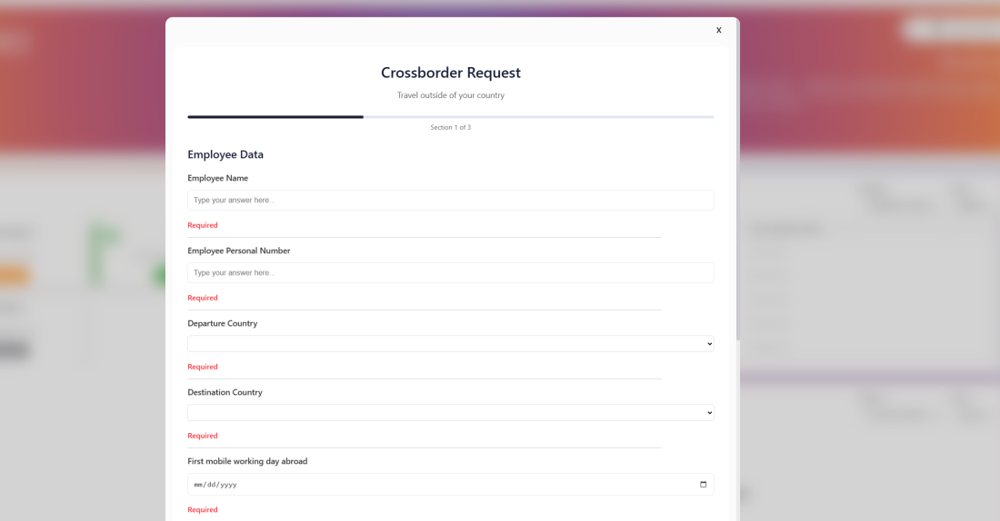 X
Crossborder Request
Travel outside of your country
Section 1 of 3
Employee Data
Employee Name
Type your answer here...
Required
Employee Personal Number
Type your answer here...
Required
Departure Country
Required
Destination Country
Required
First mobile working day abroad
mm/dd/yyyy
Required